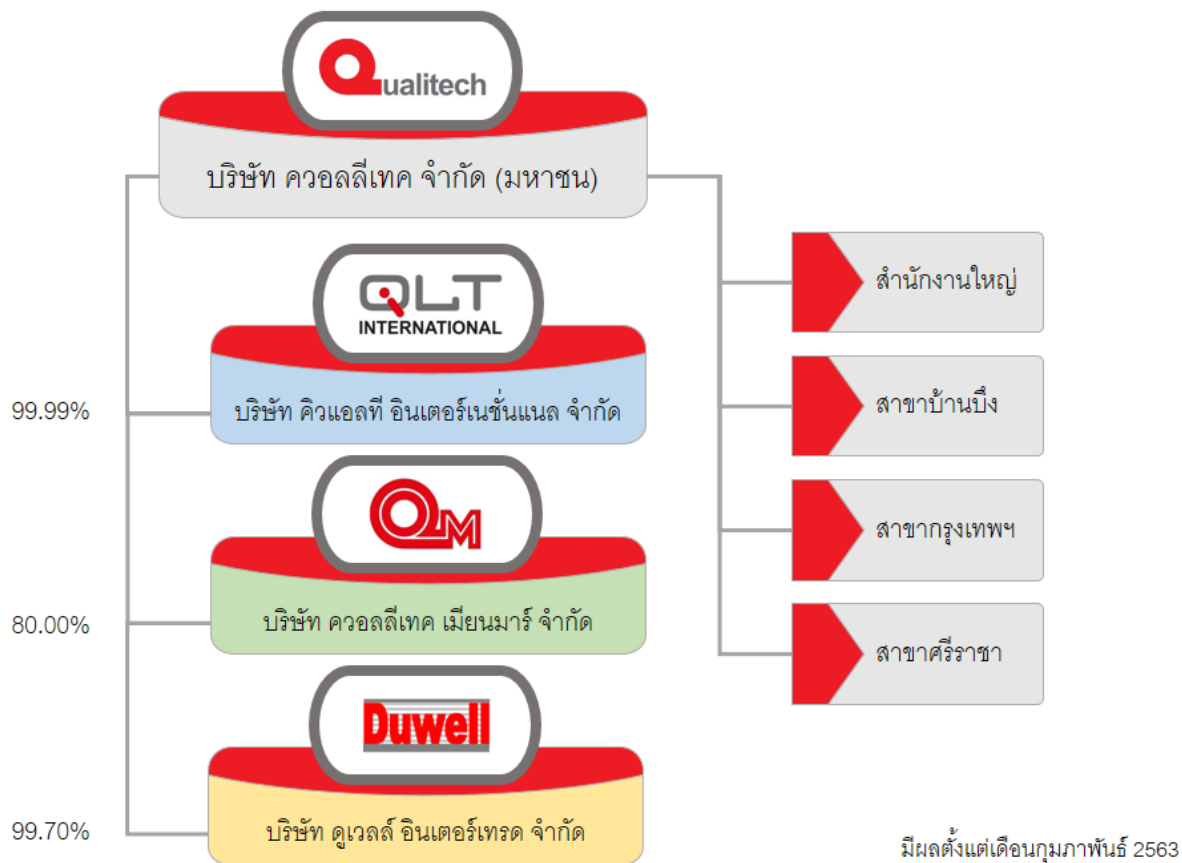 Qualitech
บริษัท ควอลลีเทค จำกัด (มหาชน)
QLT
INTERNATIONAL
99.99%
บริษัท คิวแอลที อินเตอร์เนชั่นแนล จำกัด
QM
80.00%
บริษัท ควอลลีเทค เมียนมาร์ จำกัด
Duwell
99.70%
บริษัท ดูเวลล์ อินเตอร์เทรด จำกัด
สำนักงานใหญ่
สาขาบ้านบึง
สาขากรุงเทพฯ
สาขาศรีราชา
มีผลตั้งแต่เดือนกุมภาพันธ์ 2563